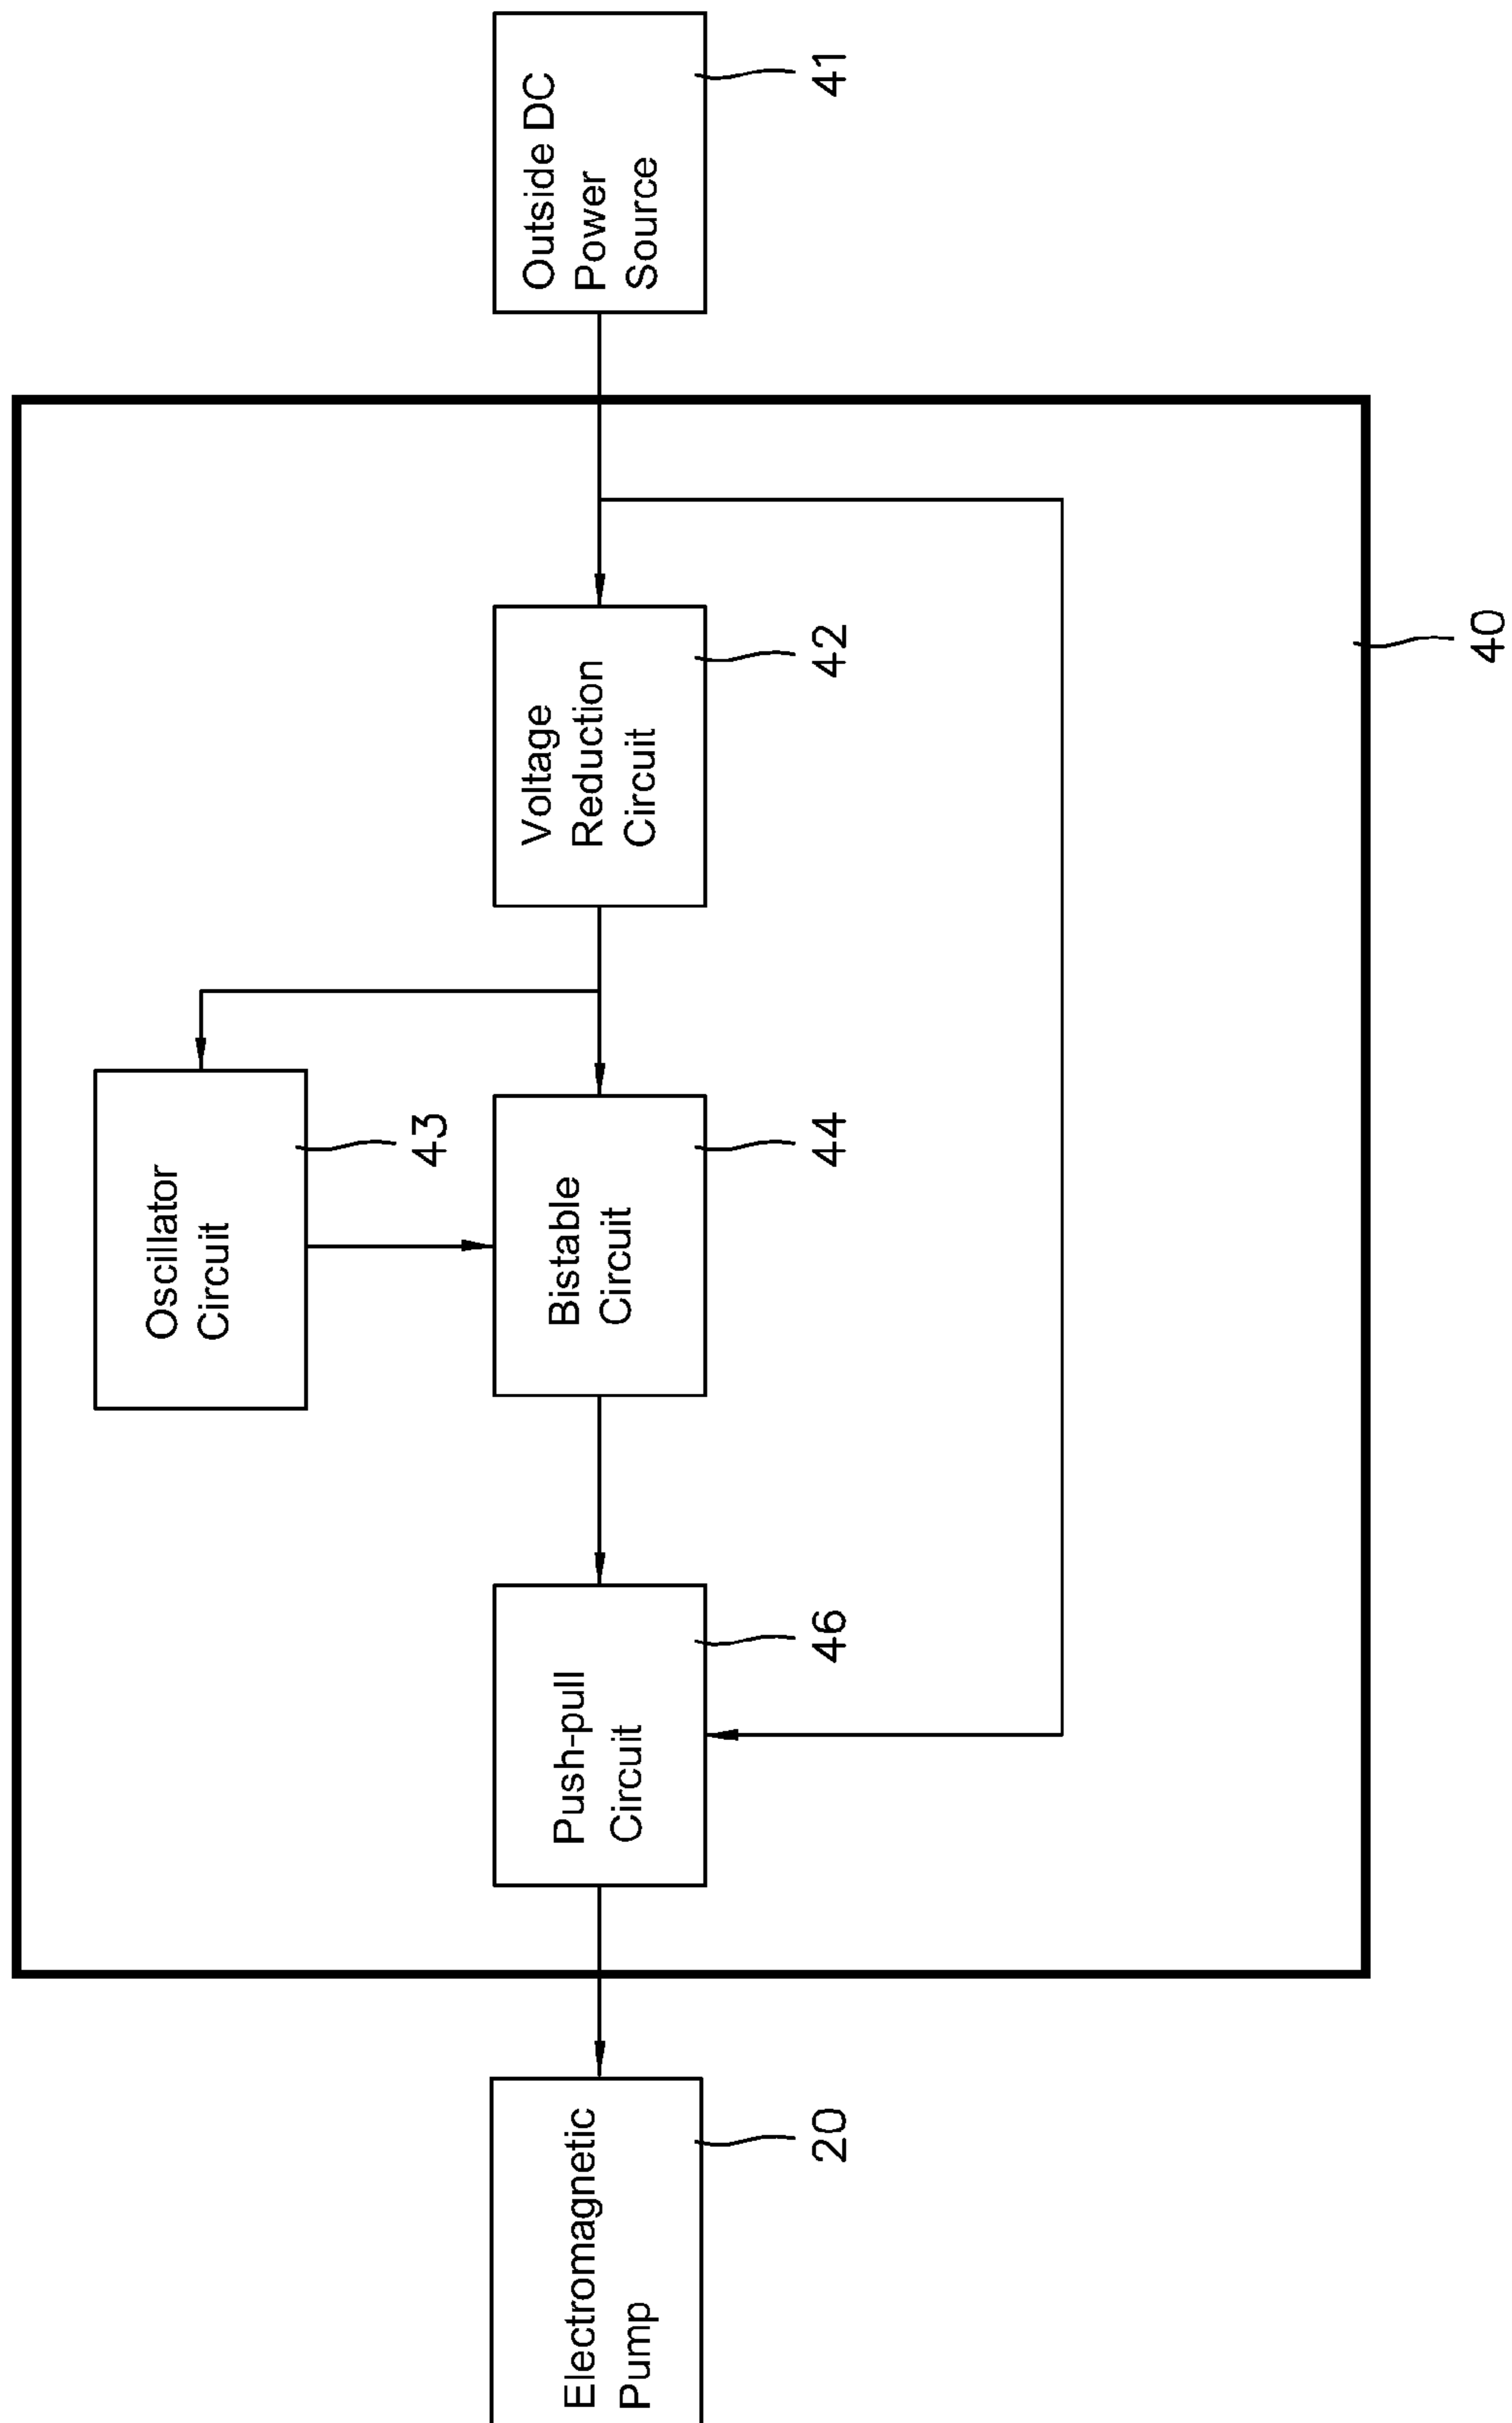 Outside DC
Power
Source
41
40
Voltage
Reduction
Circuit
42
Oscillator
Circuit
43
Bistable
Circuit
44
Push-pull
Circuit
46
Electromagnetic
Pump
20